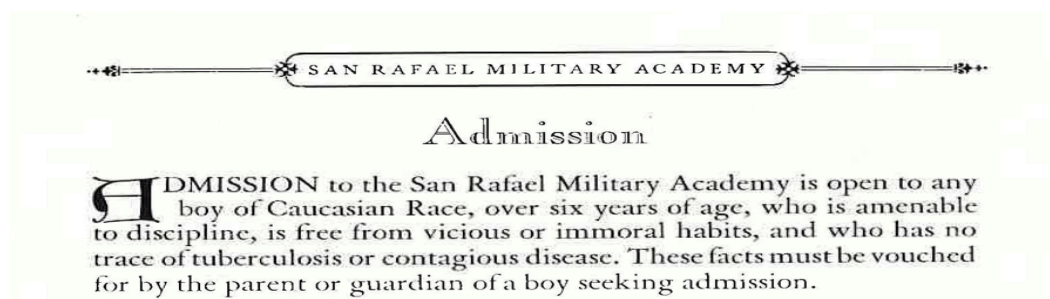 SAN RAFAEL MILITARY ACADEMY
Admission
ADMISSION to the San Rafael Military Academy is open to any
boy of Caucasian Race, over six years of age, who is amenable
to discipline, is free from vicious or immoral habits, and who has no
trace of tuberculosis or contagious disease. These facts must be vouched
for by the parent or guardian of a boy seeking admission.